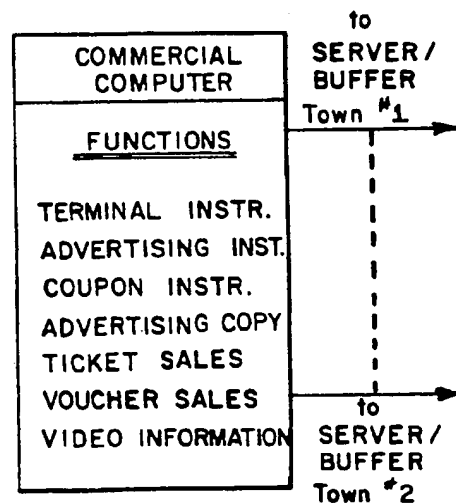 COMMERCIAL
COMPUTER
FUNCTIONS
TERMINAL INSTR.
ADVERTISING INST.
COUPON INSTR.
ADVERTISING COPY
TICKET SALES
VOUCHER SALES
VIDEO INFORMATION
to
SERVER/
BUFFER
Town #1
to
SERVER/
BUFFER
Town #2